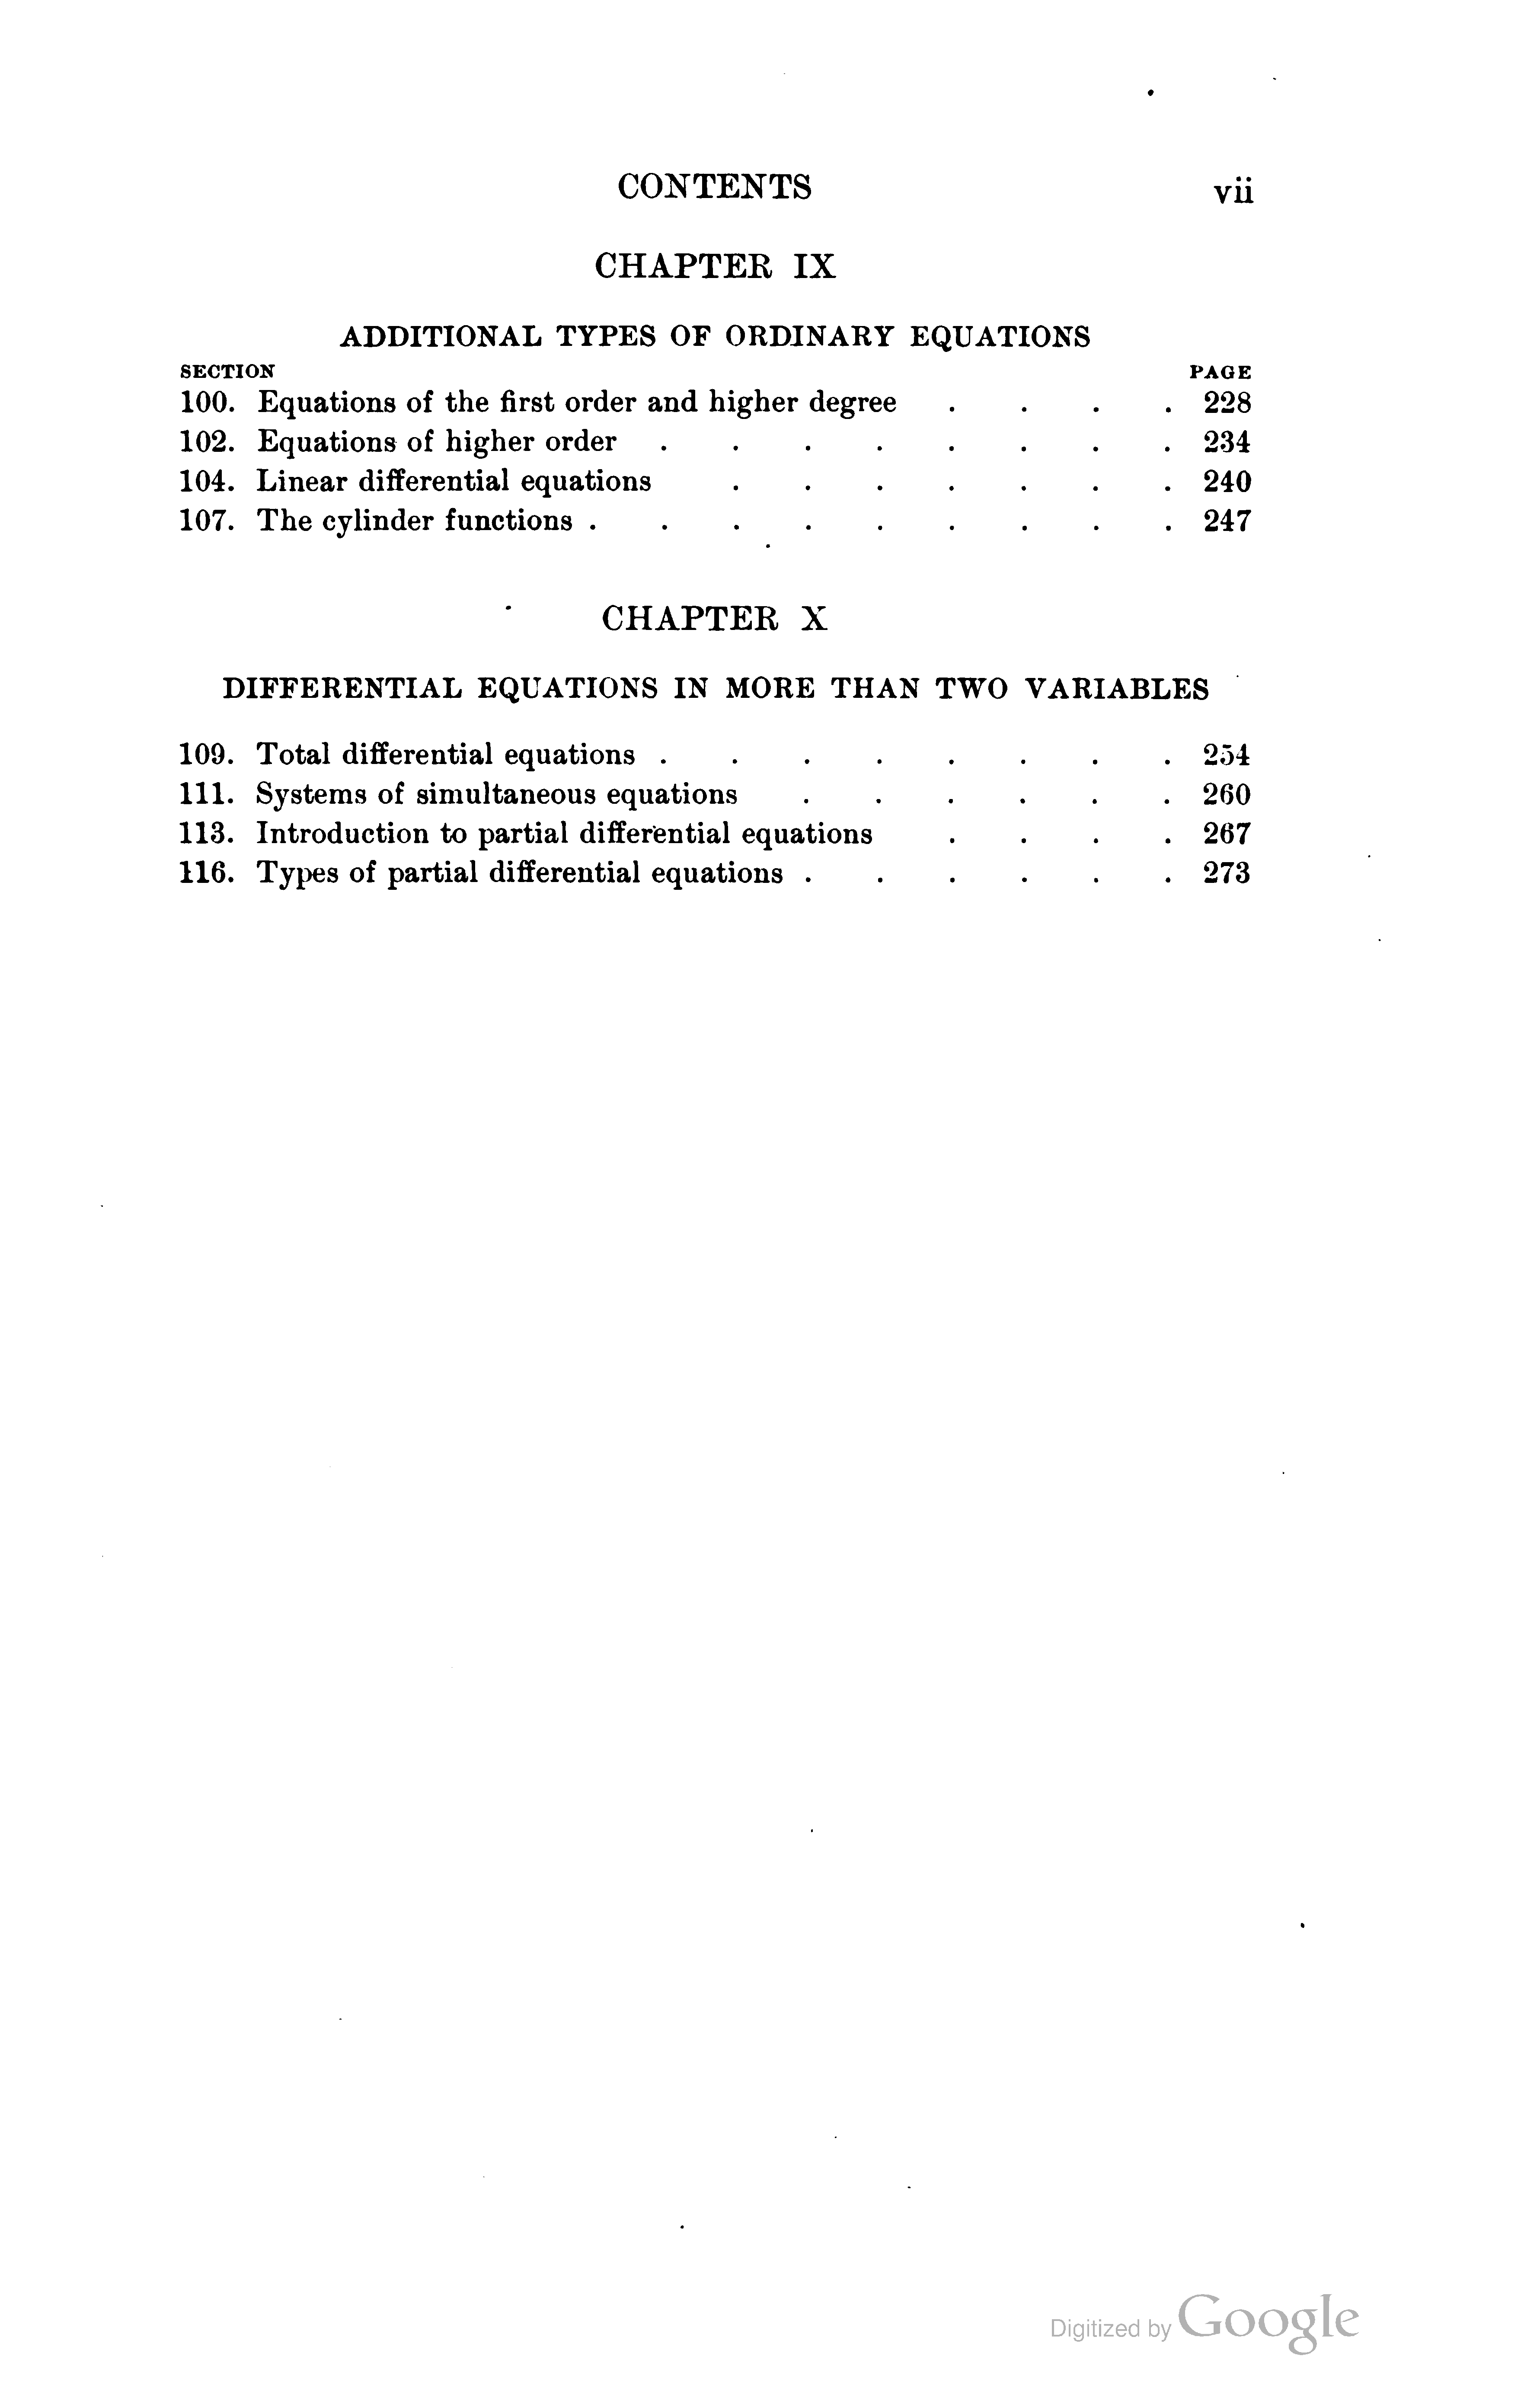 CONTENTS vii
CHAPTER IX
ADDITIONAL TYPES OF ORDINARY EQUATIONS
SECTION PAGE
100. Equations of the first order and higher degree . . . . 228
102. Equations of higher order . . . . . . . . 234
104. Linear differential equations . . . . . . . 240
107. The cylinder functions . . . . . . . . . 247
CHAPTER X
DIFFERENTIAL EQUATIONS IN MORE THAN TWO VARIABLES
109. Total differential equations . . . . . . . . 254
111. Systems of simultaneous equations . . . . . . 260
113. Introduction to partial differential equations . . . . 267
116. Types of partial differential equations . . . . . . 273
Digitized by Google